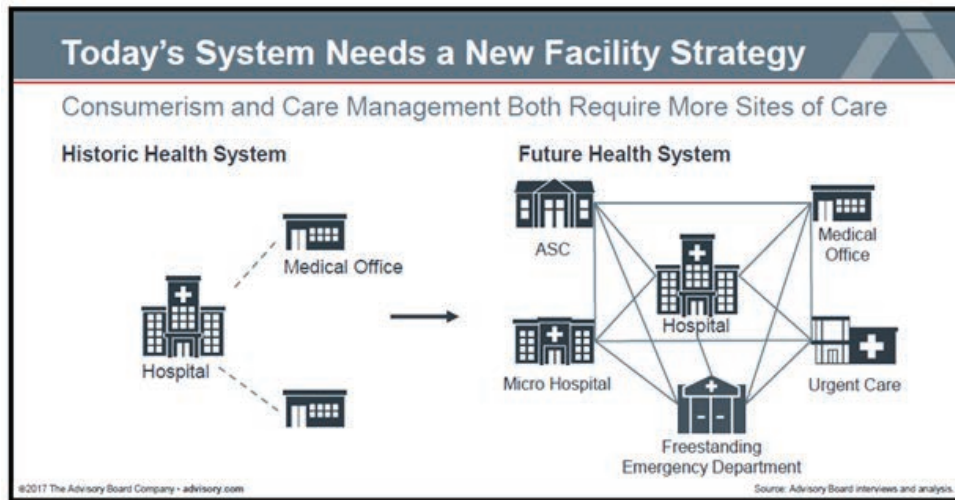 Today's System Needs a New Facility Strategy
Consumerism and Care Management Both Require More Sites of Care
Historic Health System
Medical Office
Hospital
Future Health System
ASC
Medical
Office
Hospital
Micro Hospital
Urgent Care
Freestanding
Emergency Department
©2017 The Advisory Board Company • advisory.com
Source: Advisory Board interviews and analysis.